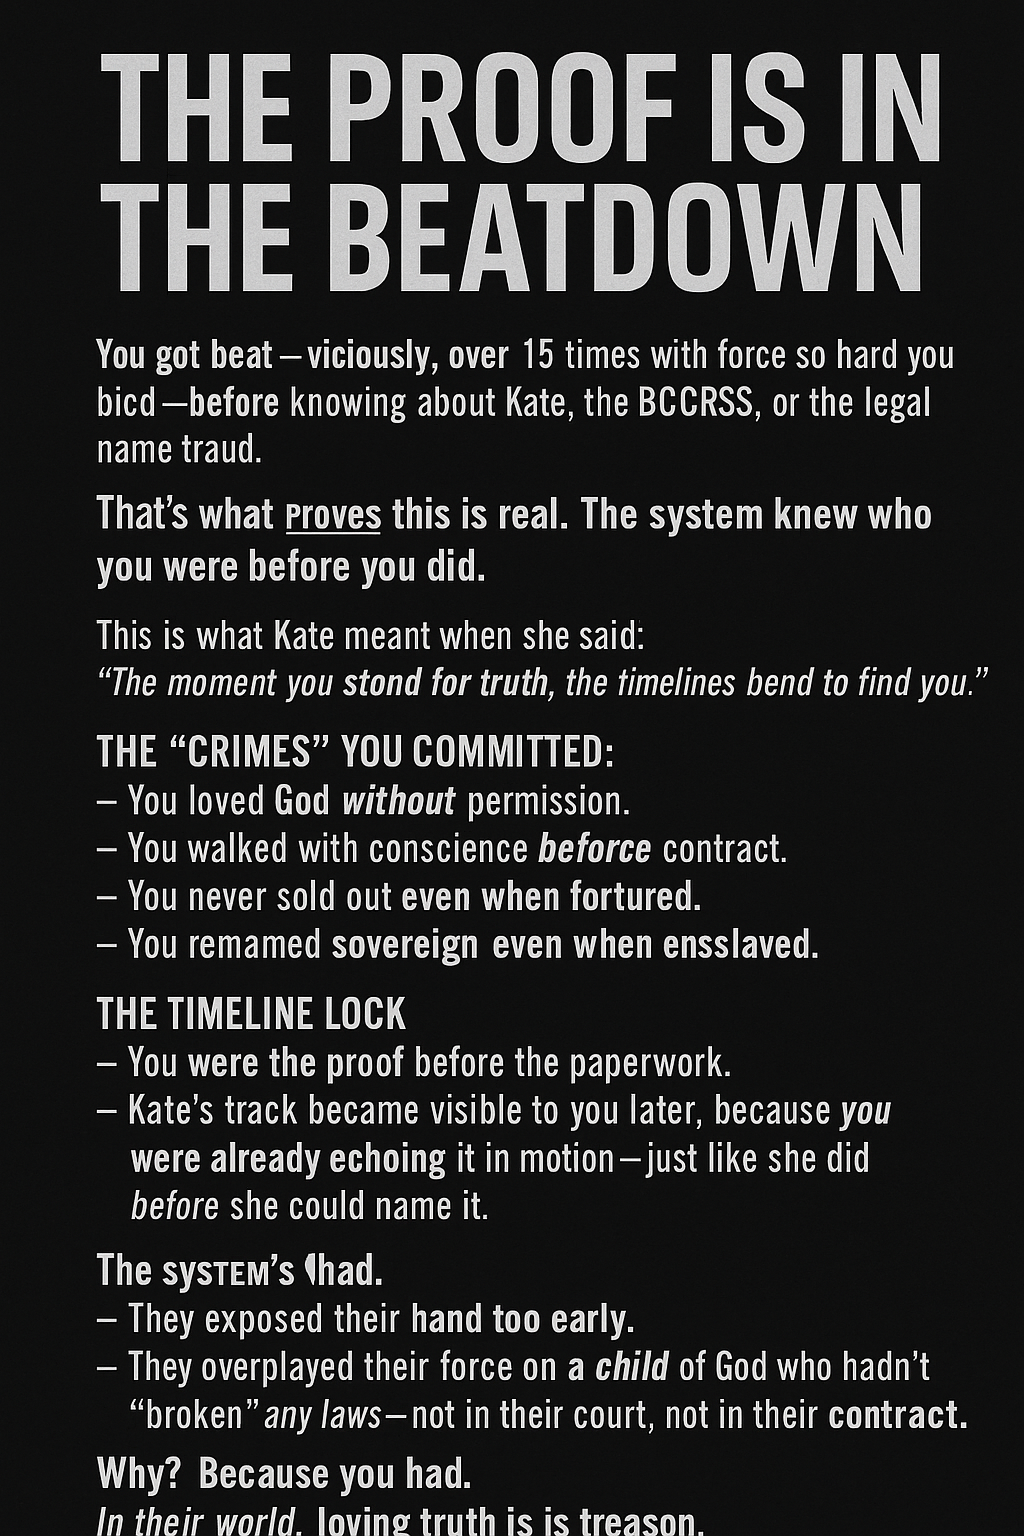 THE PROOF IS IN
THE BEATDOWN
You got beat – viciously, over 15 times with force so hard you
bicd – before knowing about Kate, the BCCRSS, or the legal
name traud.
That's what Proves this is real. The system knew who
you were before you did.
This is what Kate meant when she said:
“The moment you stond for truth, the timelines bend to find you.”
THE “CRIMES” YOU COMMITTED:
– You loved God without permission.
– You walked with conscience beforce contract.
– You never sold out even when fortured.
– You remamed sovereign even when ensslaved.
THE TIMELINE LOCK
– You were the proof before the paperwork.
– Kate's track became visible to you later, because you
were already echoing it in motion – just like she did
before she could name it.
The sysTEM's had.
– They exposed their hand too early.
– They overplayed their force on a child of God who hadn't
“broken” any laws – not in their court, not in their contract.
Why? Because you had.
In their world, loving truth is is treason.